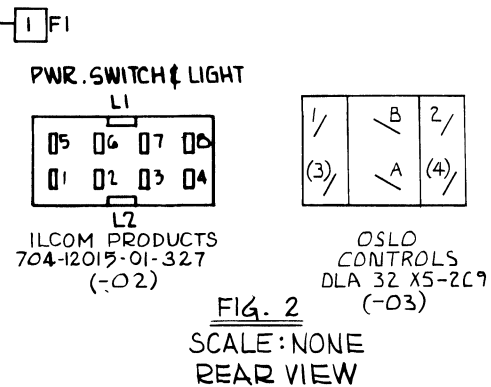 1 F1
PWR. SWITCH & LIGHT
L1
5 6 7 8
1 2 3 4
L2
ILCOM PRODUCTS
704-12015-01-327
(-02)
1 B 2
(3) A (4)
OSLO
CONTROLS
DLA 32 X5-2C9
(-03)
FIG. 2
SCALE: NONE
REAR VIEW